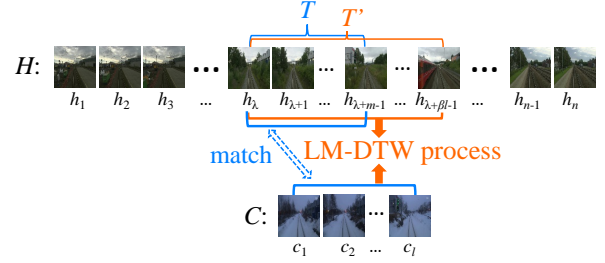 T T'
H: ... ... ... ...
h1 h2 h3 ... hλ hλ+1 ... hλ+m-1 ... hλ+βl-1 ... hn-1 hn
match LM-DTW process
C: ...
c1 c2 ... cl